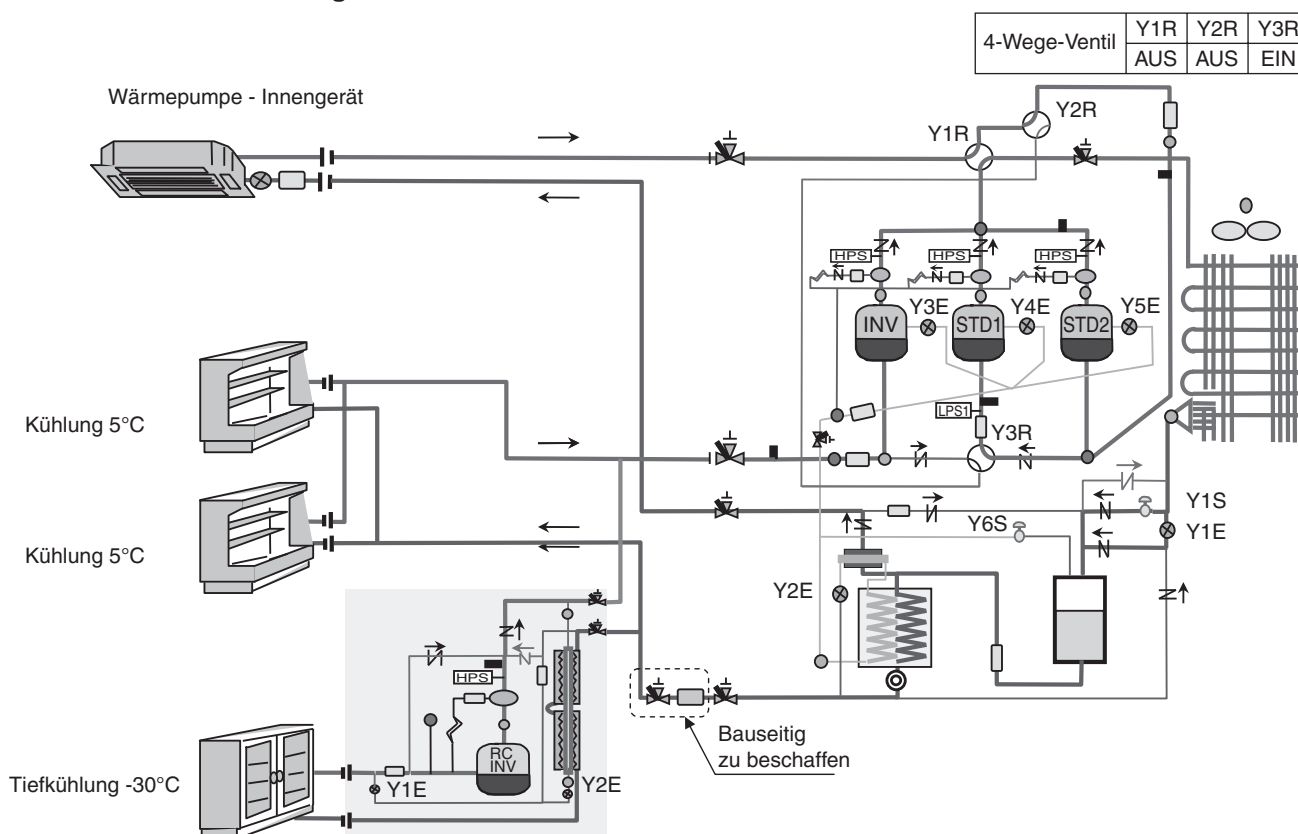 4-Wege-Ventil Y1R Y2R Y3R
AUS AUS EIN
Wärmepumpe - Innengerät
Y2R
Y1R
HPS HPS HPS
INV Y3E STD1 Y4E STD2 Y5E
LPS1
Y3R
Kühlung 5°C
Kühlung 5°C
Y6S
Y1S
Y1E
Y2E
HPS
RC
INV
Y1E
Y2E
Tiefkühlung -30°C
Bauseitig
zu beschaffen